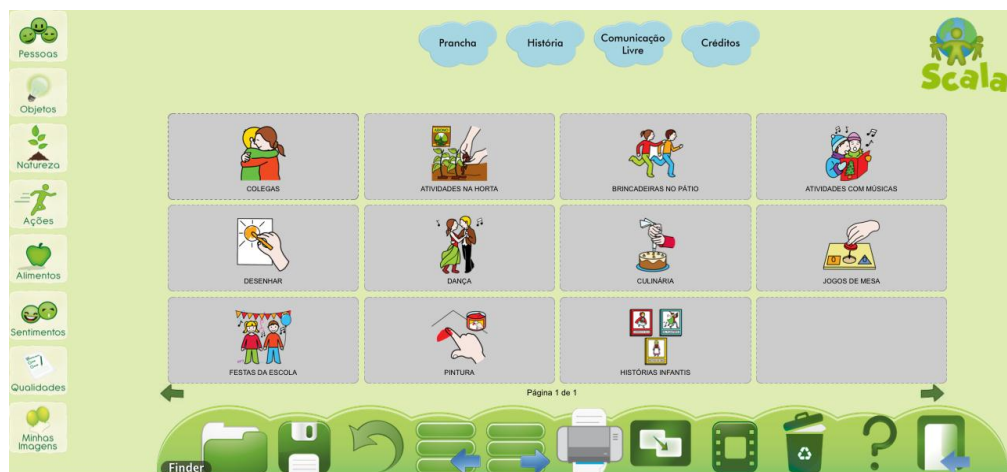 Pessoas
Objetos
Natureza
Ações
Alimentos
Sentimentos
Qualidades
Minhas
Imagens
Prancha
História
Comunicação
Livre
Créditos
Scala
COLEGAS
ATIVIDADES NA HORTA
BRINCADEIRAS NO PÁTIO
ATIVIDADES COM MÚSICAS
DESENHAR
DANÇA
CULINÁRIA
JOGOS DE MESA
FESTAS DA ESCOLA
PINTURA
HISTÓRIAS INFANTIS
Página 1 de 1
Finder